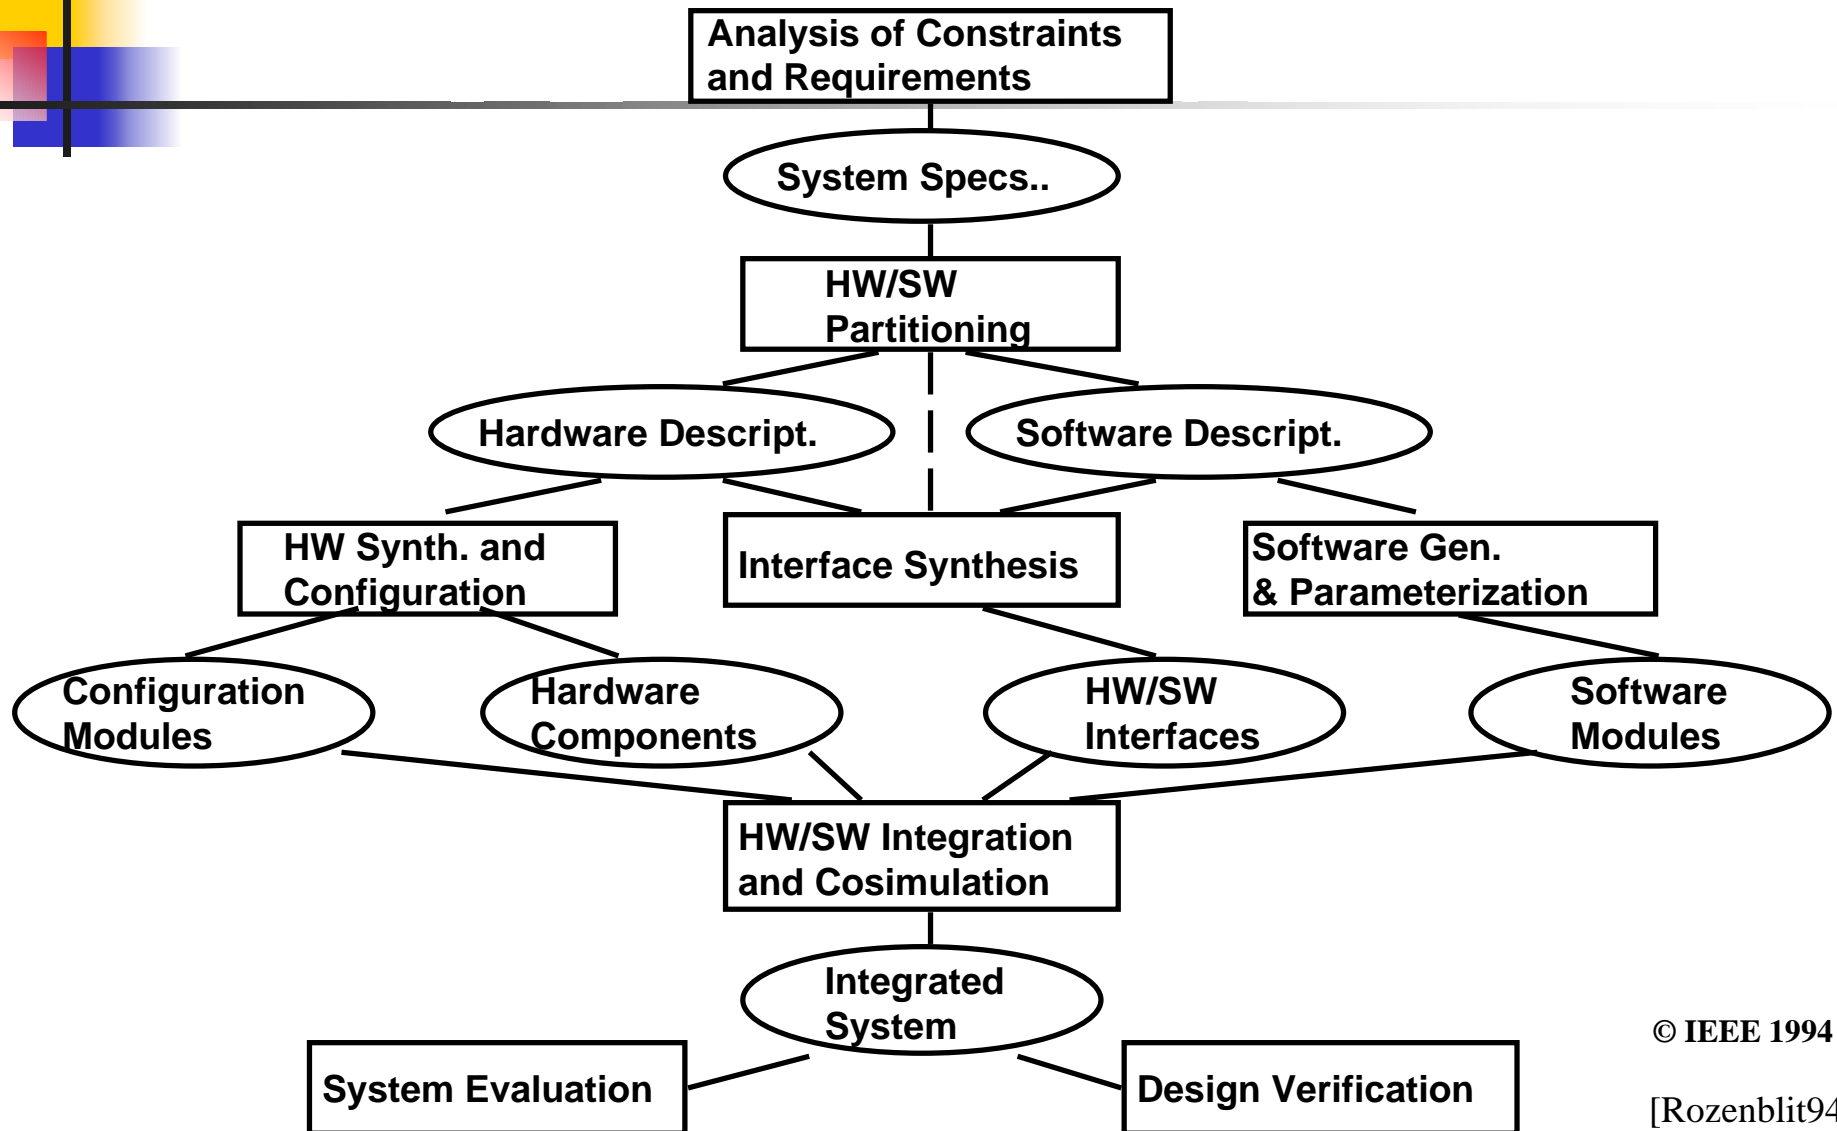 Analysis of Constraints
and Requirements
System Specs..
HW/SW
Partitioning
Hardware Descript.
Software Descript.
HW Synth. and
Configuration
Interface Synthesis
Software Gen.
& Parameterization
Configuration
Modules
Hardware
Components
HW/SW
Interfaces
Software
Modules
HW/SW Integration
and Cosimulation
Integrated
System
© IEEE 1994
System Evaluation
Design Verification
[Rozenblit94